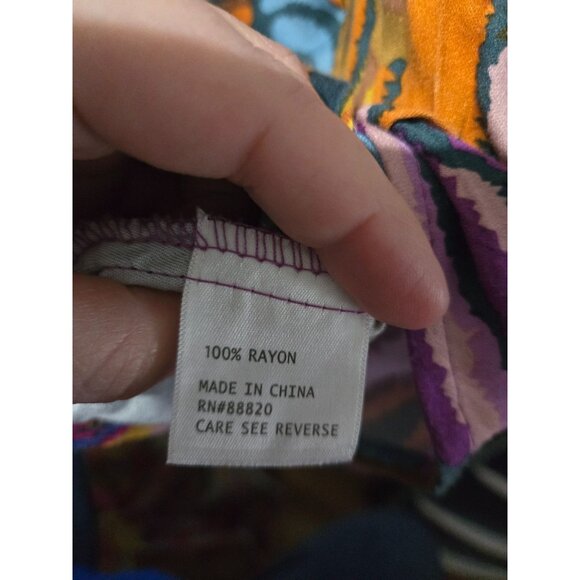 100% RAYON
MADE IN CHINA
RN#88820
CARE SEE REVERSE